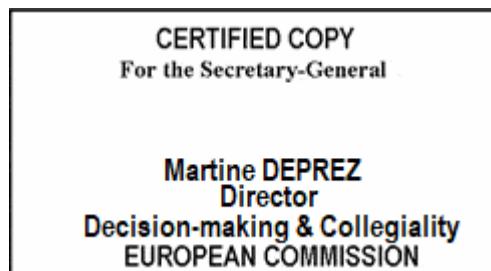 CERTIFIED COPY
For the Secretary-General
Martine DEPREZ
Director
Decision-making & Collegiality
EUROPEAN COMMISSION